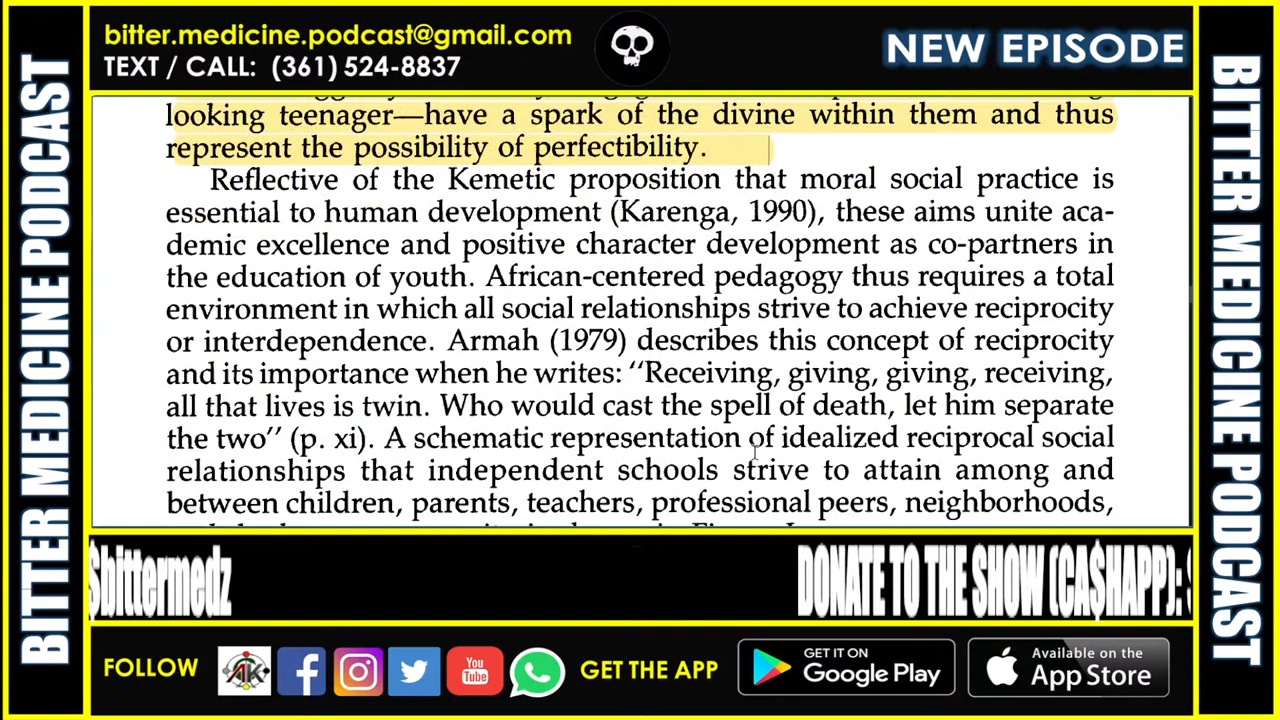 bitter.medicine.podcast@gmail.com
TEXT / CALL: (361) 524-8837
NEW EPISODE
BITTER MEDICINE PODCAST
looking teenager—have a spark of the divine within them and thus
represent the possibility of perfectibility.
Reflective of the Kemetic proposition that moral social practice is
essential to human development (Karenga, 1990), these aims unite aca-
demic excellence and positive character development as co-partners in
the education of youth. African-centered pedagogy thus requires a total
environment in which all social relationships strive to achieve reciprocity
or interdependence. Armah (1979) describes this concept of reciprocity
and its importance when he writes: ''Receiving, giving, giving, receiving,
all that lives is twin. Who would cast the spell of death, let him separate
the two'' (p. xi). A schematic representation of idealized reciprocal social
relationships that independent schools strive to attain among and
between children, parents, teachers, professional peers, neighborhoods,
BITTER MEDICINE PODCAST
$bittermedz
DONATE TO THE SHOW (CA$HAPP): $
FOLLOW
ATK
You
Tube
GET THE APP
GET IT ON
Google Play
Available on the
App Store